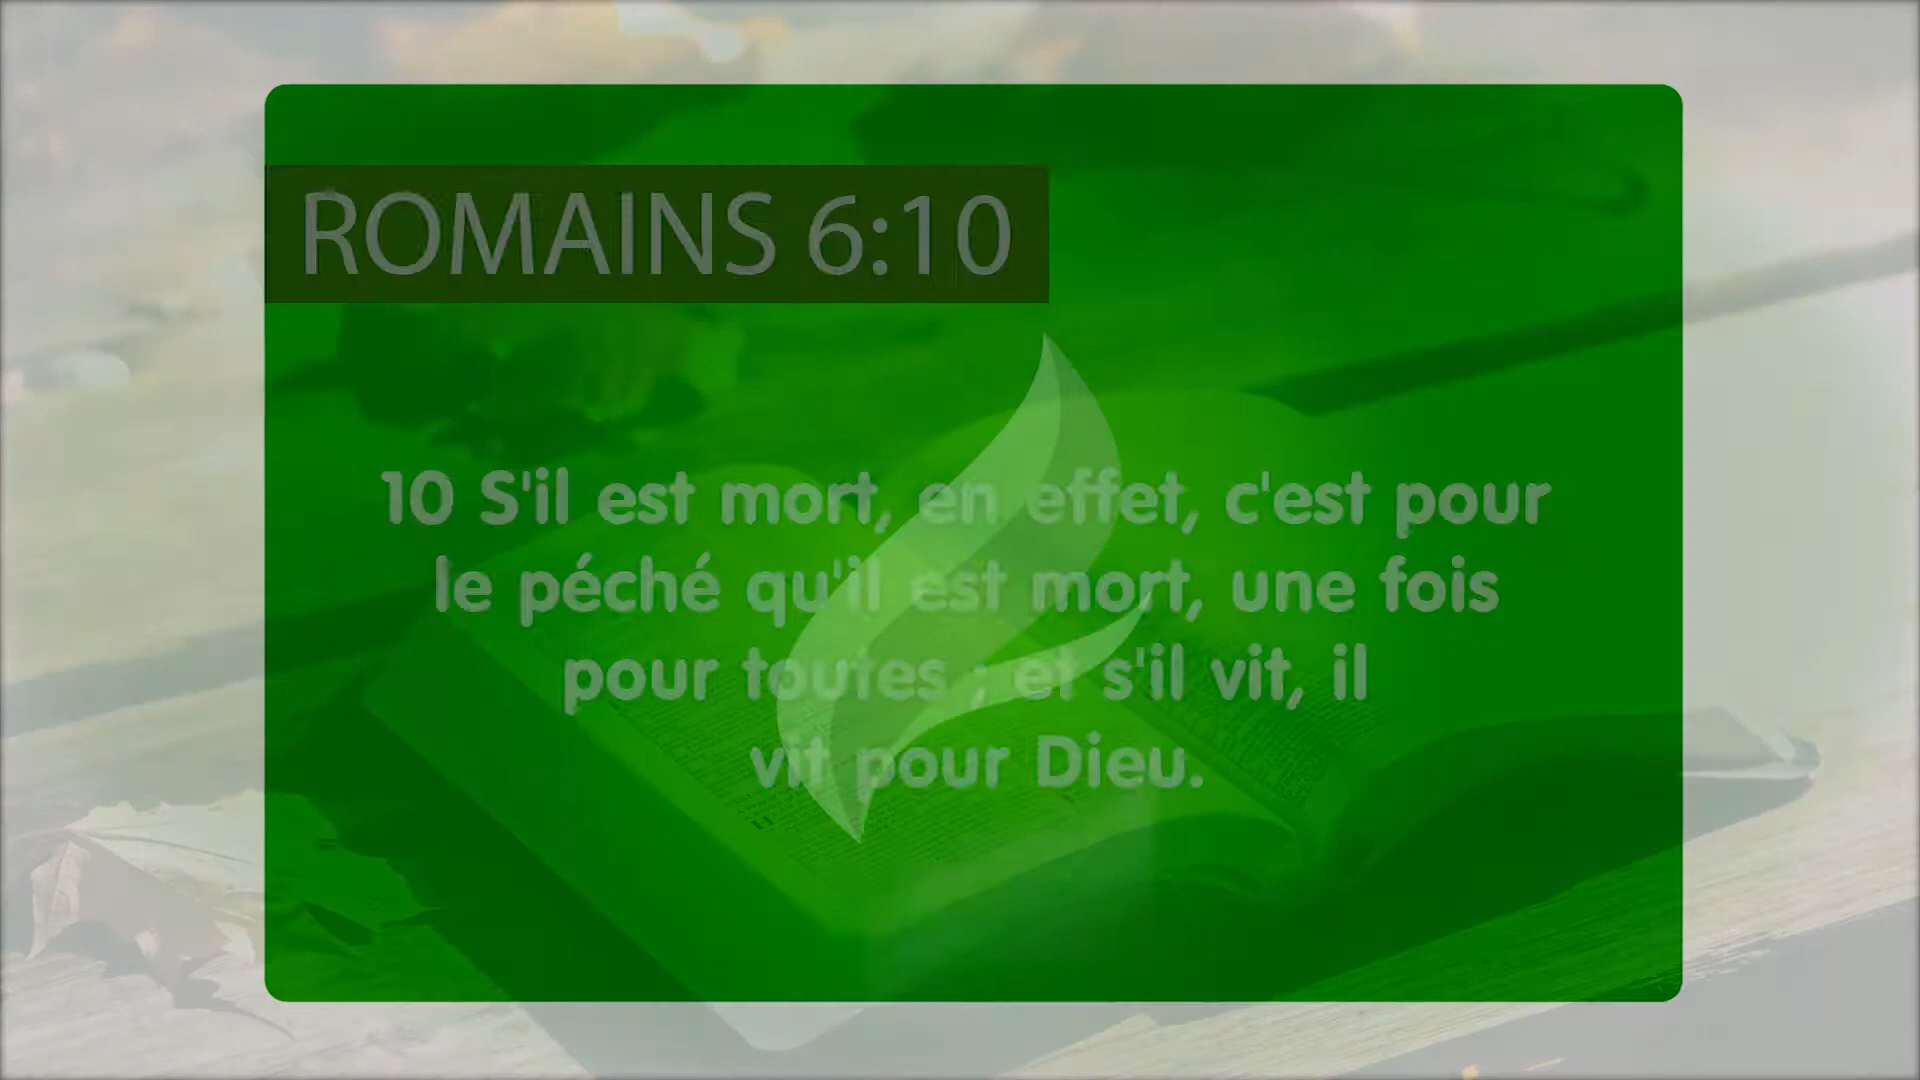 ROMAINS 6:10
10 S'il est mort, en effet, c'est pour
le péché qu'il est mort, une fois
pour toutes ; et s'il vit, il
vit pour Dieu.